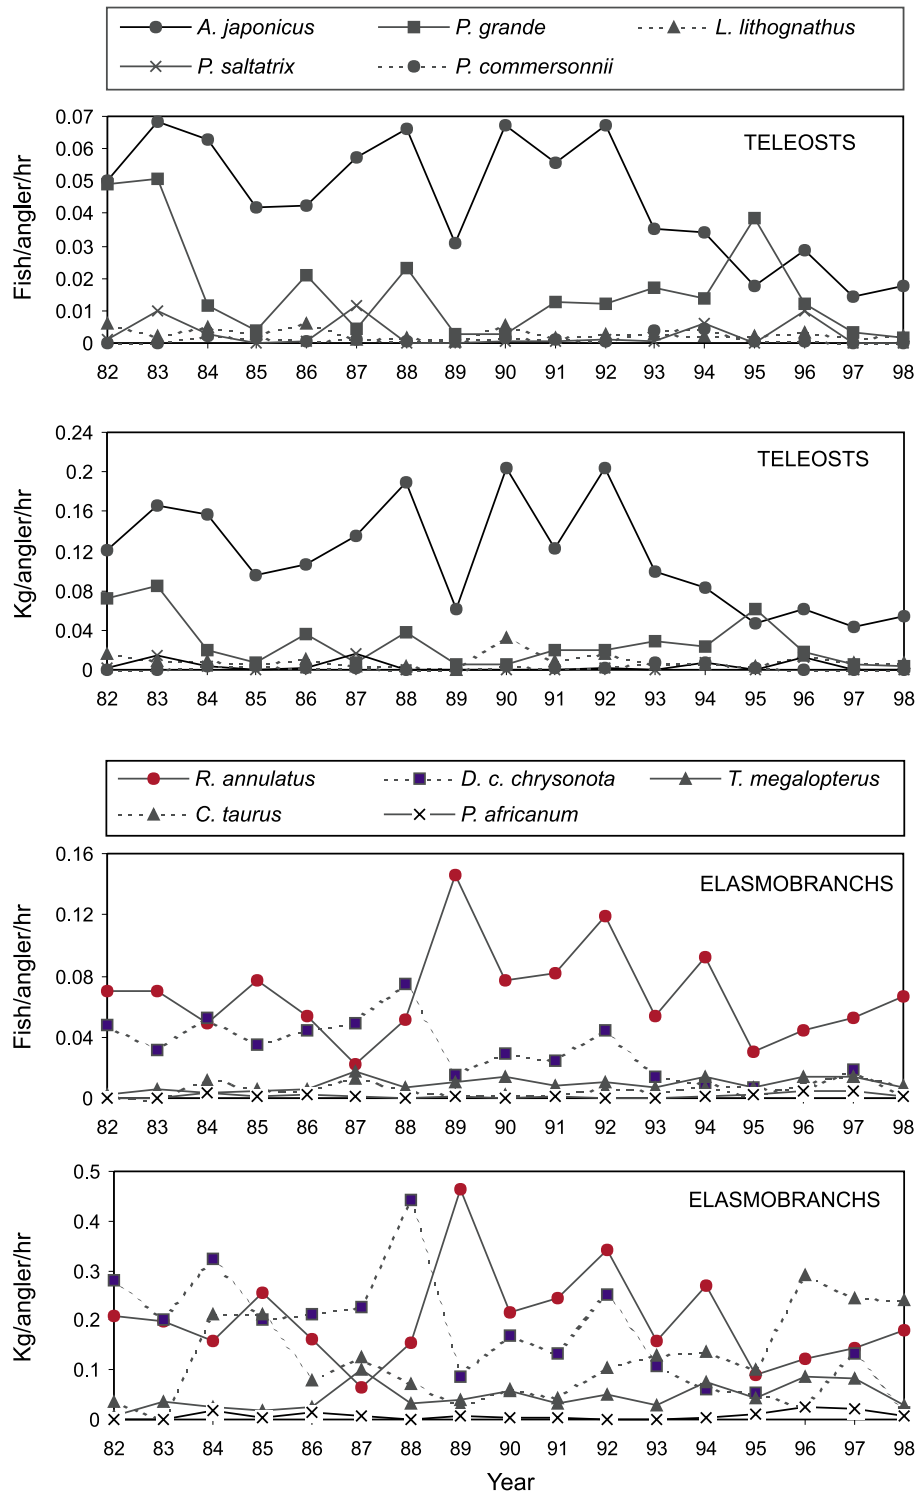 A. japonicus P. grande L. lithognathus
P. saltatrix P. commersonnii
TELEOSTS
Fish/angler/hr
0.07
0.06
0.05
0.04
0.03
0.02
0.01
0
82 83 84 85 86 87 88 89 90 91 92 93 94 95 96 97 98
TELEOSTS
Kg/angler/hr
0.24
0.2
0.16
0.12
0.08
0.04
0
82 83 84 85 86 87 88 89 90 91 92 93 94 95 96 97 98
R. annulatus D. c. chrysonota T. megalopterus
C. taurus P. africanum
ELASMOBRANCHS
Fish/angler/hr
0.16
0.12
0.08
0.04
0
82 83 84 85 86 87 88 89 90 91 92 93 94 95 96 97 98
ELASMOBRANCHS
Kg/angler/hr
0.5
0.4
0.3
0.2
0.1
0
82 83 84 85 86 87 88 89 90 91 92 93 94 95 96 97 98
Year